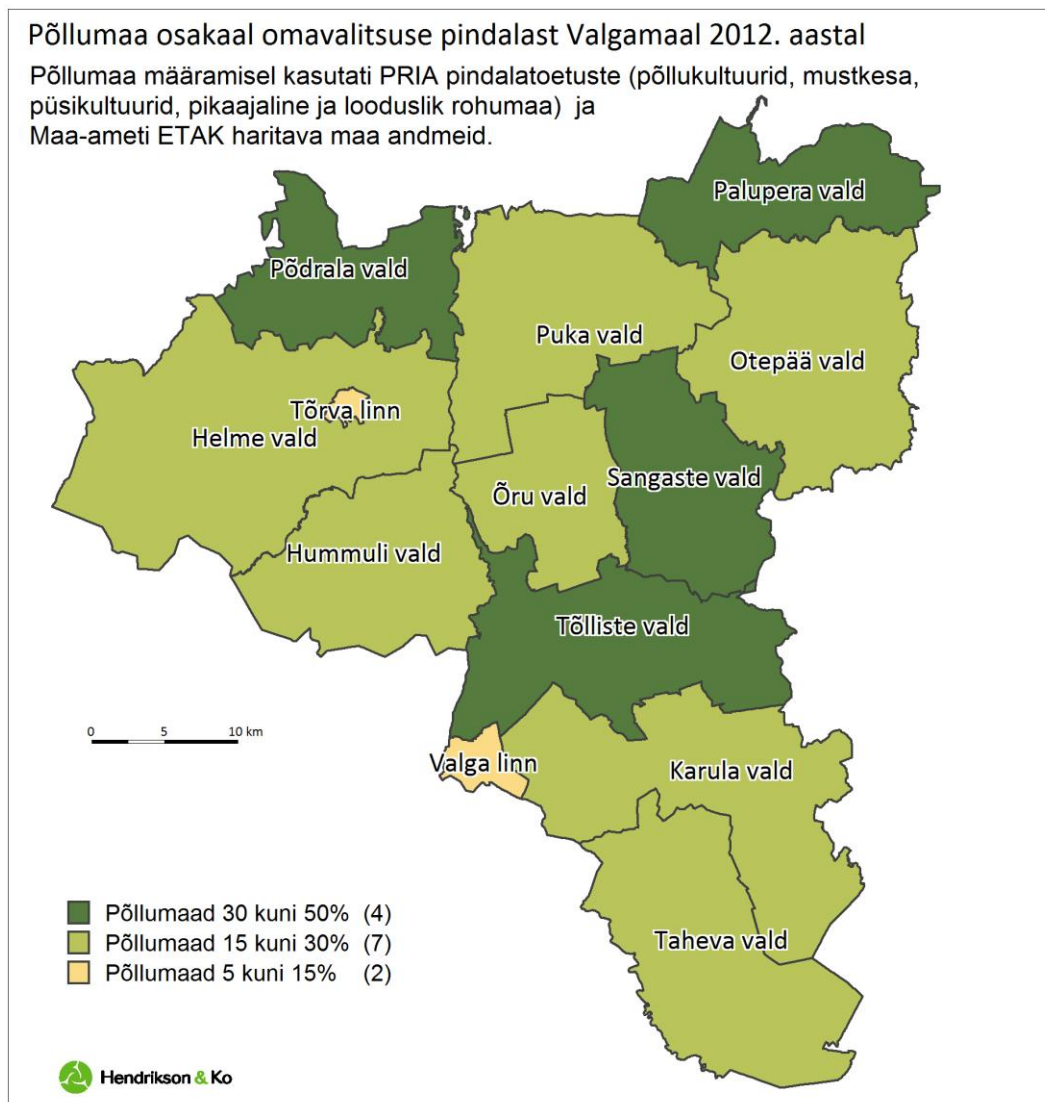 Põllumaa osakaal omavalitsuse pindalast Valgamaal 2012. aastal
Põllumaa määramisel kasutati PRIA pindalatoetuste (põllukultuurid, mustkesa,
püsikultuurid, pikaajaline ja looduslik rohumaa) ja
Maa-ameti ETAK haritava maa andmeid.
Palupera vald
Põdrala vald
Puka vald
Otepää vald
Tõrva linn
Helme vald
Sangaste vald
Õru vald
Hummuli vald
Tõlliste vald
0 5 10 km
Valga linn
Karula vald
Taheva vald
Põllumaad 30 kuni 50% (4)
Põllumaad 15 kuni 30% (7)
Põllumaad 5 kuni 15% (2)
Hendrikson & Ko